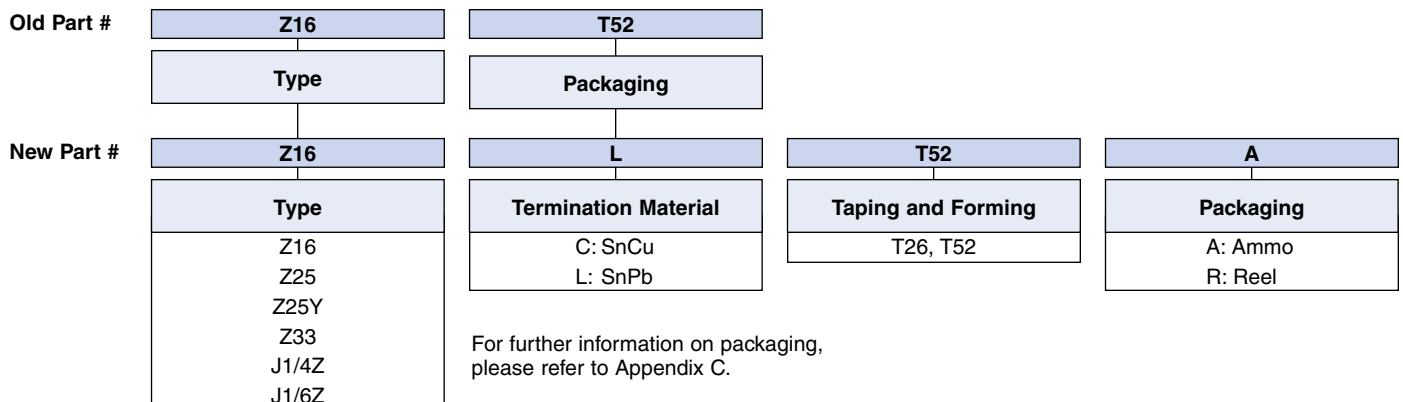 Old Part # Z16 T52
Type Packaging
New Part # Z16 L T52 A
Type Termination Material Taping and Forming Packaging
Z16 C: SnCu T26, T52 A: Ammo
Z25 L: SnPb R: Reel
Z25Y
Z33
For further information on packaging,
J1/4Z
please refer to Appendix C.
J1/6Z